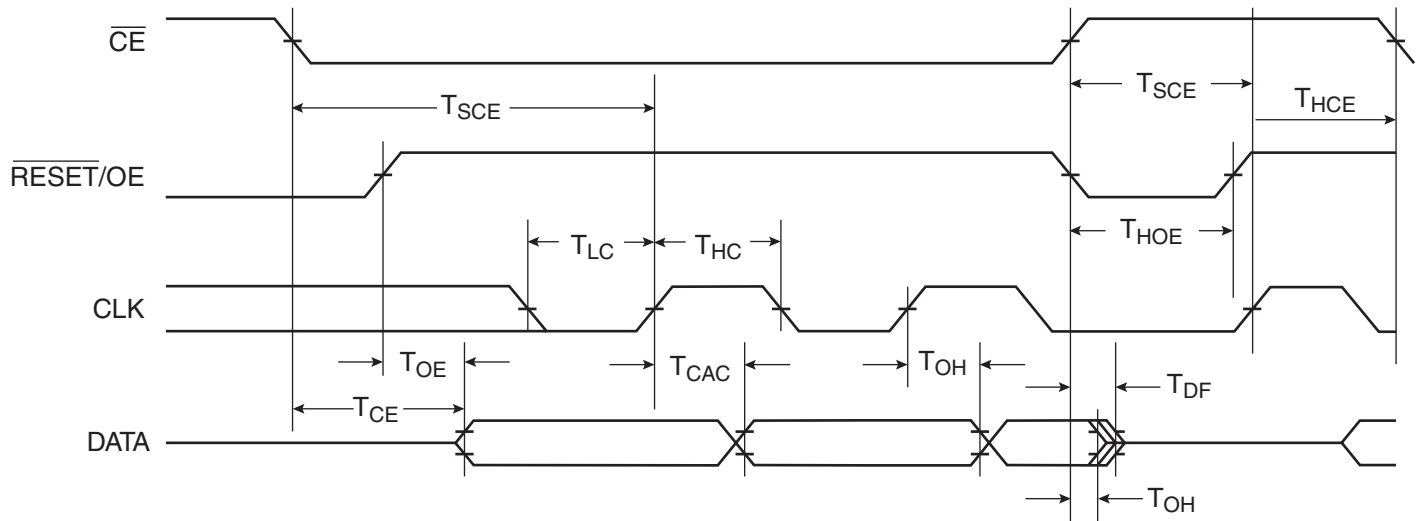 CE
T_SCE
T_SCE
T_HCE
RESET/OE
T_LC
T_HC
T_HOE
CLK
T_OE
T_CAC
T_OH
T_DF
T_CE
DATA
T_OH